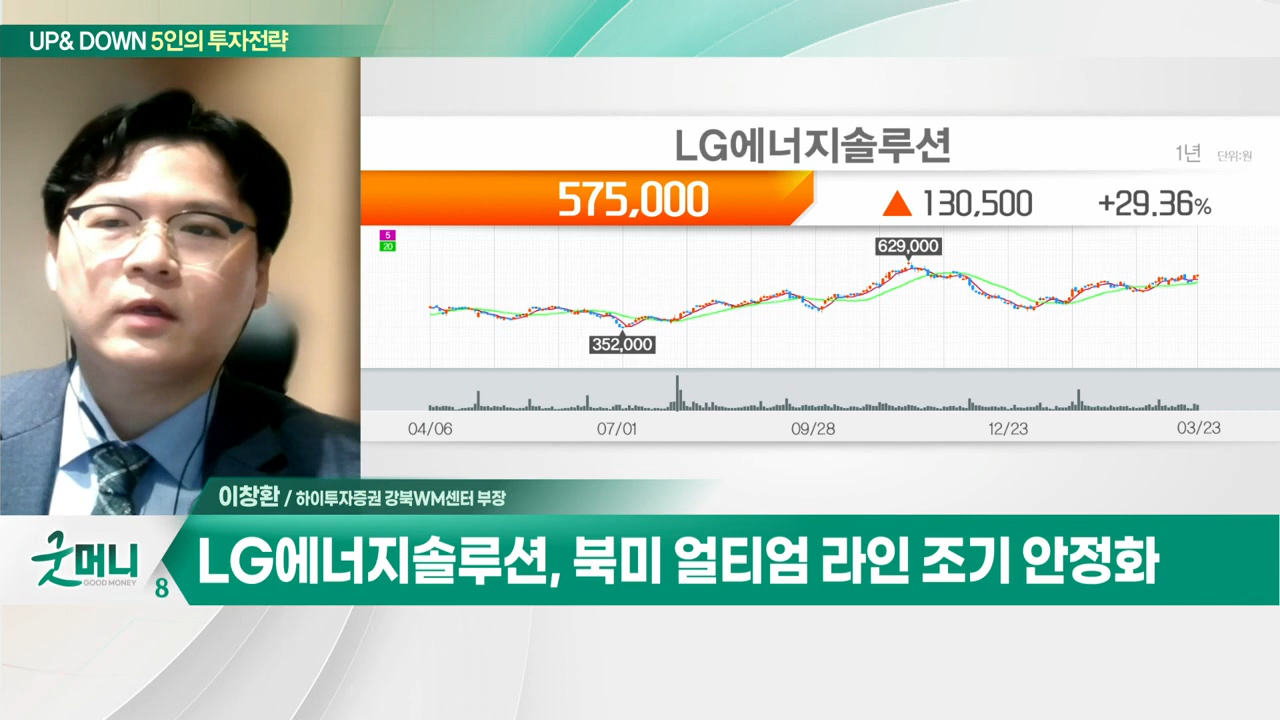 UP& DOWN 5인의 투자전략
LG에너지솔루션
1년 단위:원
575,000 ▲ 130,500 +29.36%
5
20
629,000
352,000
04/06 07/01 09/28 12/23 03/23
이창환 / 하이투자증권 강북WM센터 부장
굿머니
GOOD MONEY
8
LG에너지솔루션, 북미 얼티엄 라인 조기 안정화